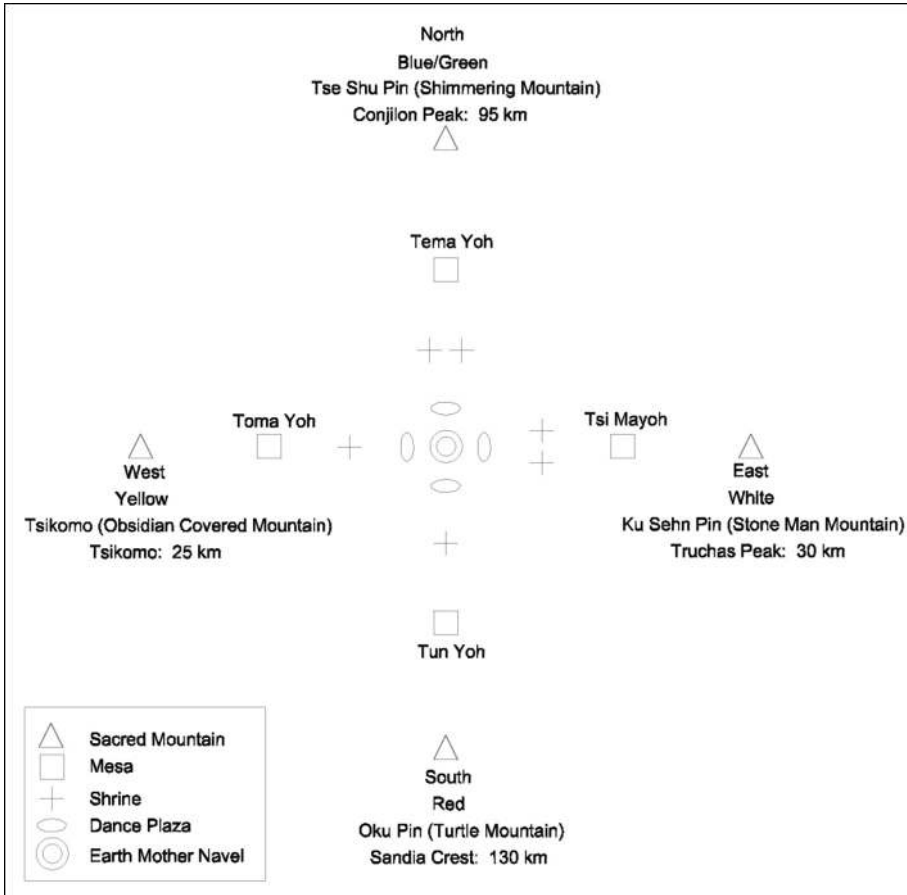 North
Blue/Green
Tse Shu Pin (Shimmering Mountain)
Conjilon Peak: 95 km
Tema Yoh
Toma Yoh
Tsi Mayoh
West
Yellow
Tsikomo (Obsidian Covered Mountain)
Tsikomo: 25 km
East
White
Ku Sehn Pin (Stone Man Mountain)
Truchas Peak: 30 km
Tun Yoh
South
Red
Oku Pin (Turtle Mountain)
Sandia Crest: 130 km
Sacred Mountain
Mesa
Shrine
Dance Plaza
Earth Mother Navel